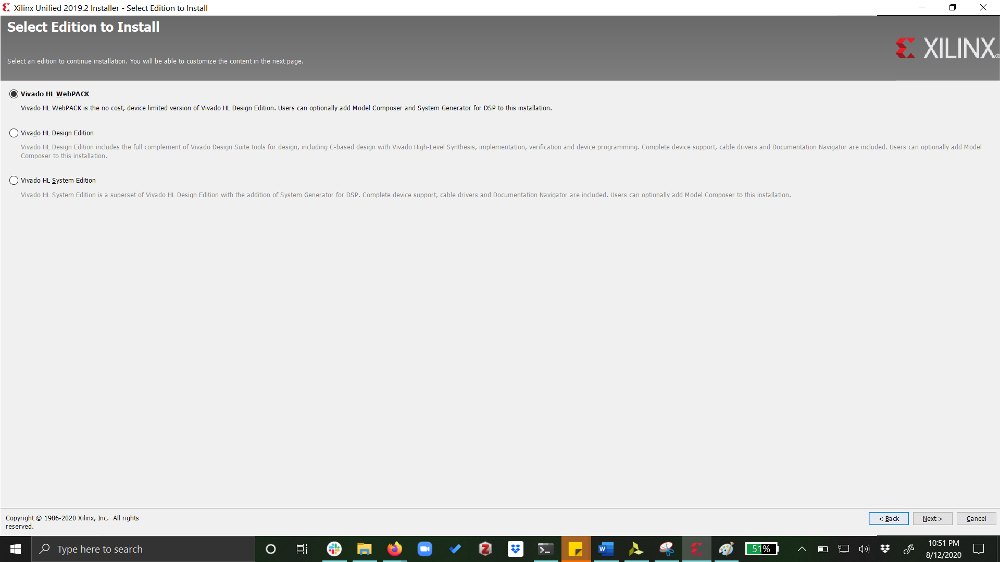 Xilinx Unified 2019.2 Installer - Select Edition to Install
Select Edition to Install
XILINX®
Select an edition to continue installation. You will be able to customize the content in the next page.
Vivado HL WebPACK
Vivado HL WebPACK is the no cost, device limited version of Vivado HL Design Edition. Users can optionally add Model Composer and System Generator for DSP to this installation.
Vivado HL Design Edition
Vivado HL Design Edition includes the full complement of Vivado Design Suite tools for design, including C-based design with Vivado High-Level Synthesis, implementation, verification and device programming. Complete device support, cable drivers and Documentation Navigator are included. Users can optionally add Model
Composer to this installation.
Vivado HL System Edition
Vivado HL System Edition is a superset of Vivado HL Design Edition with the addition of System Generator for DSP. Complete device support, cable drivers and Documentation Navigator are included. Users can optionally add Model Composer to this installation.
Copyright © 1986-2020 Xilinx, Inc.  All rights
reserved.
< Back
Next >
Cancel
Type here to search
51%
10:51 PM
8/12/2020